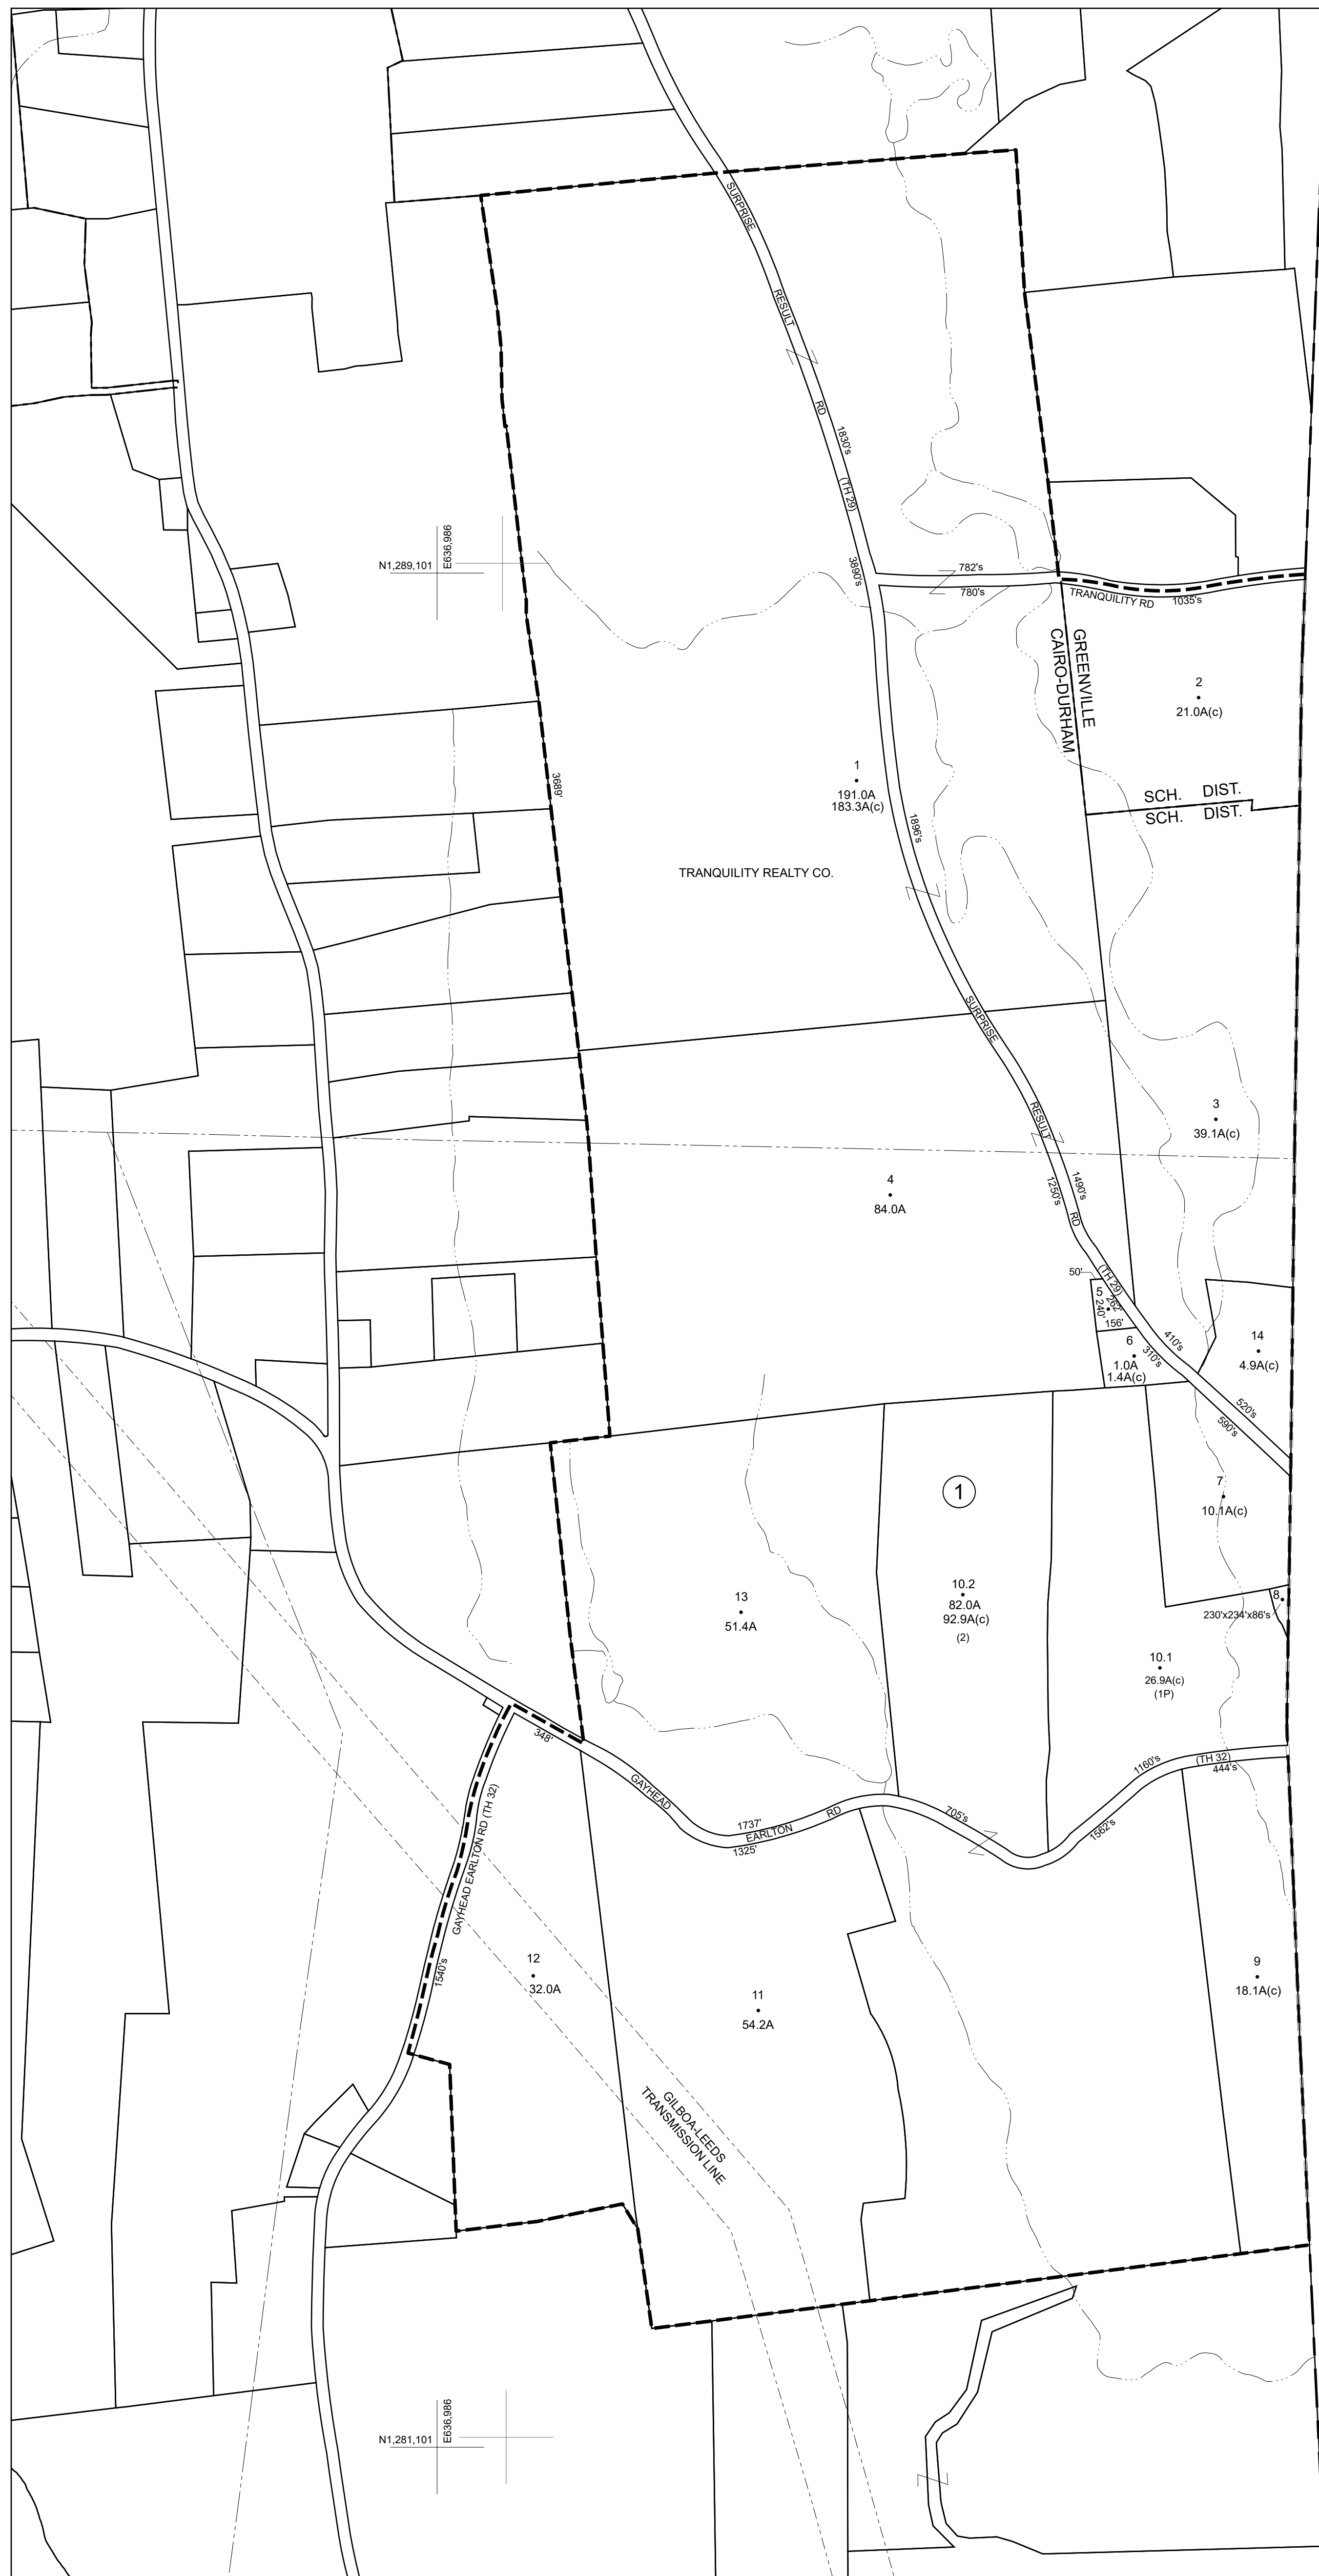 SURPRISE
RESULT
RD
1830's
(TH 29)
3890's
N1,289,101
E636,986
782's
780's
TRANQUILITY RD
1035's
GREENVILLE
CAIRO-DURHAM
2
21.0A(c)
3689'
1
191.0A
183.3A(c)
SCH. DIST.
SCH. DIST.
1896's
TRANQUILITY REALTY CO.
SURPRISE
RESULT
RD
(TH 29)
3
39.1A(c)
4
84.0A
1490's
1250's
50'
5
262'
240'
156'
6
1.0A
1.4A(c)
410's
310's
14
4.9A(c)
520's
590's
7
10.1A(c)
1
10.2
82.0A
92.9A(c)
(2)
13
51.4A
8
230'x234'x86's
10.1
26.9A(c)
(1P)
348'
GAYHEAD
EARLTON
RD
(TH 32)
1737'
1325'
705's
1562's
1160's
444's
GAYHEAD EARLTON RD (TH 32)
1540's
12
32.0A
11
54.2A
9
18.1A(c)
GILBOA-LEEDS
TRANSMISSION LINE
N1,281,101
E636,986